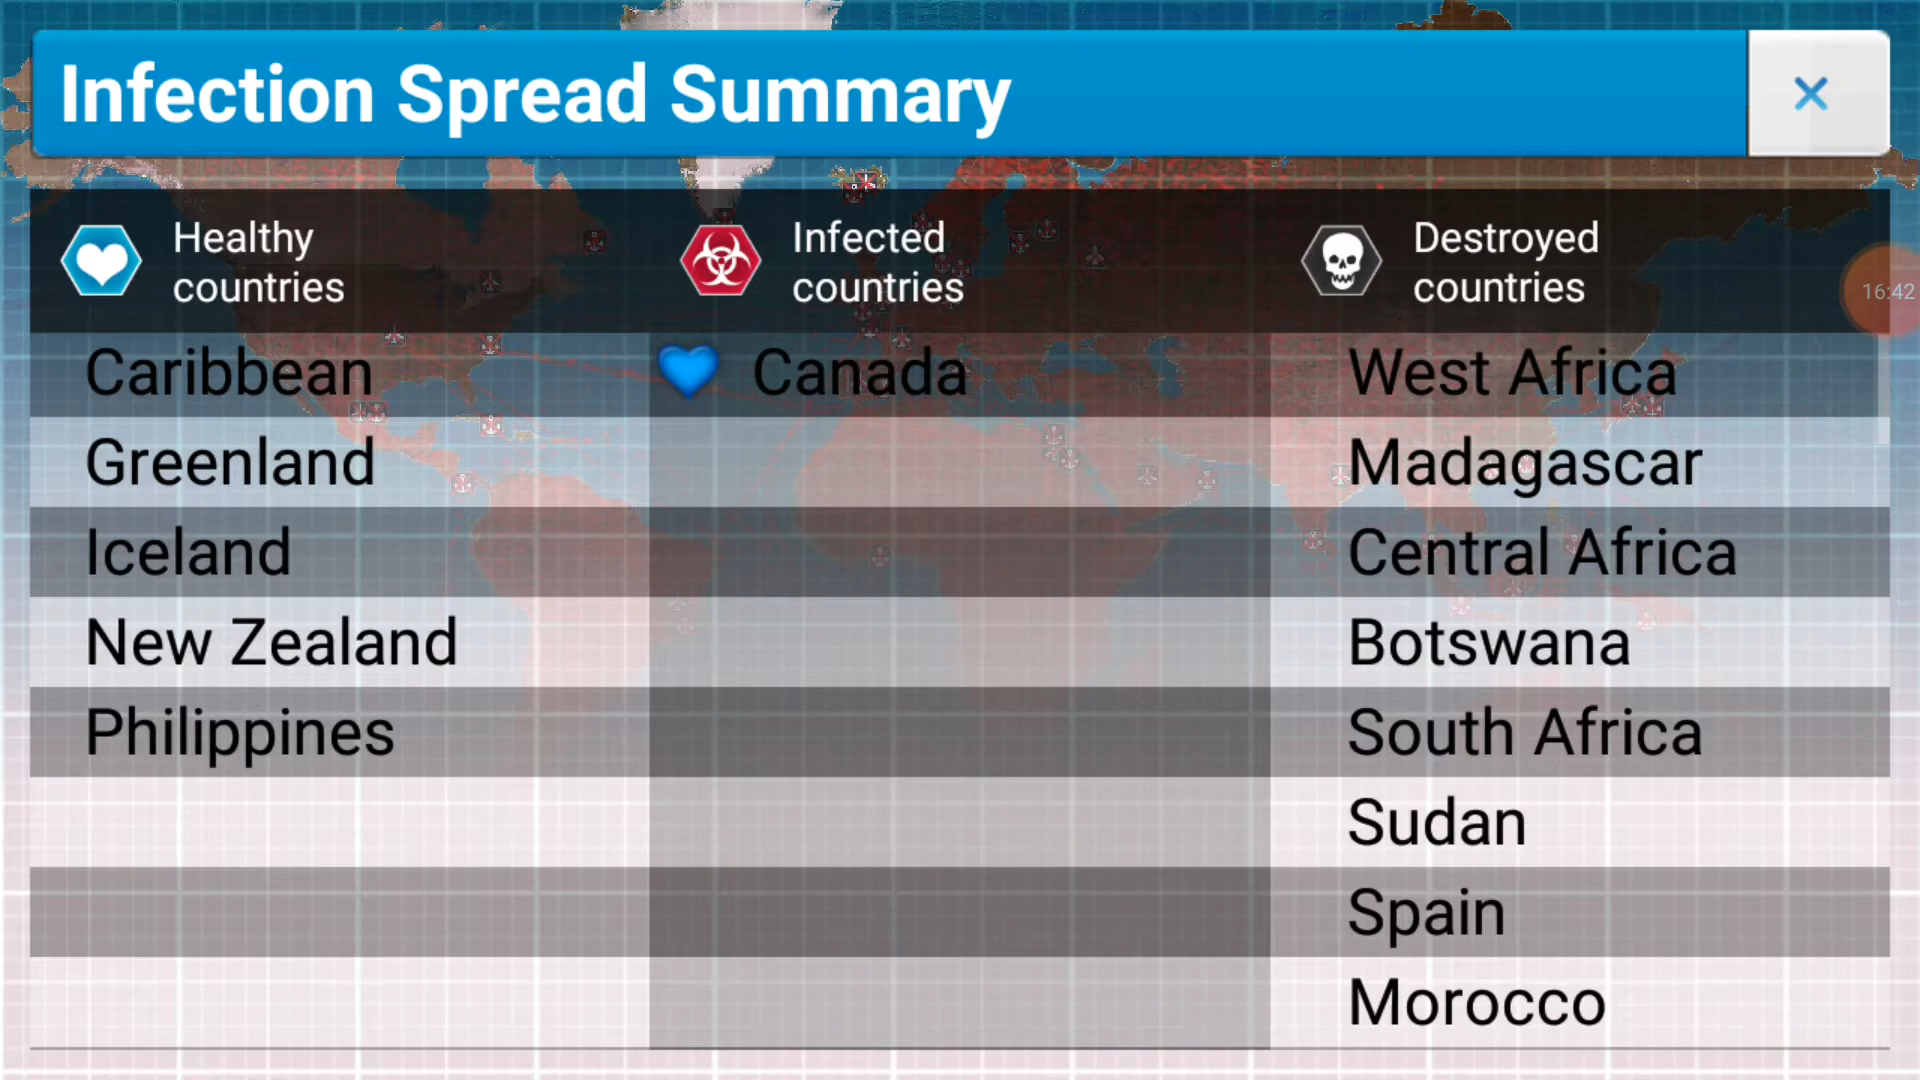 Infection Spread Summary
Healthy
countries
Infected
countries
Destroyed
countries
16:42
Caribbean
Canada
West Africa
Greenland
Madagascar
Iceland
Central Africa
New Zealand
Botswana
Philippines
South Africa
Sudan
Spain
Morocco